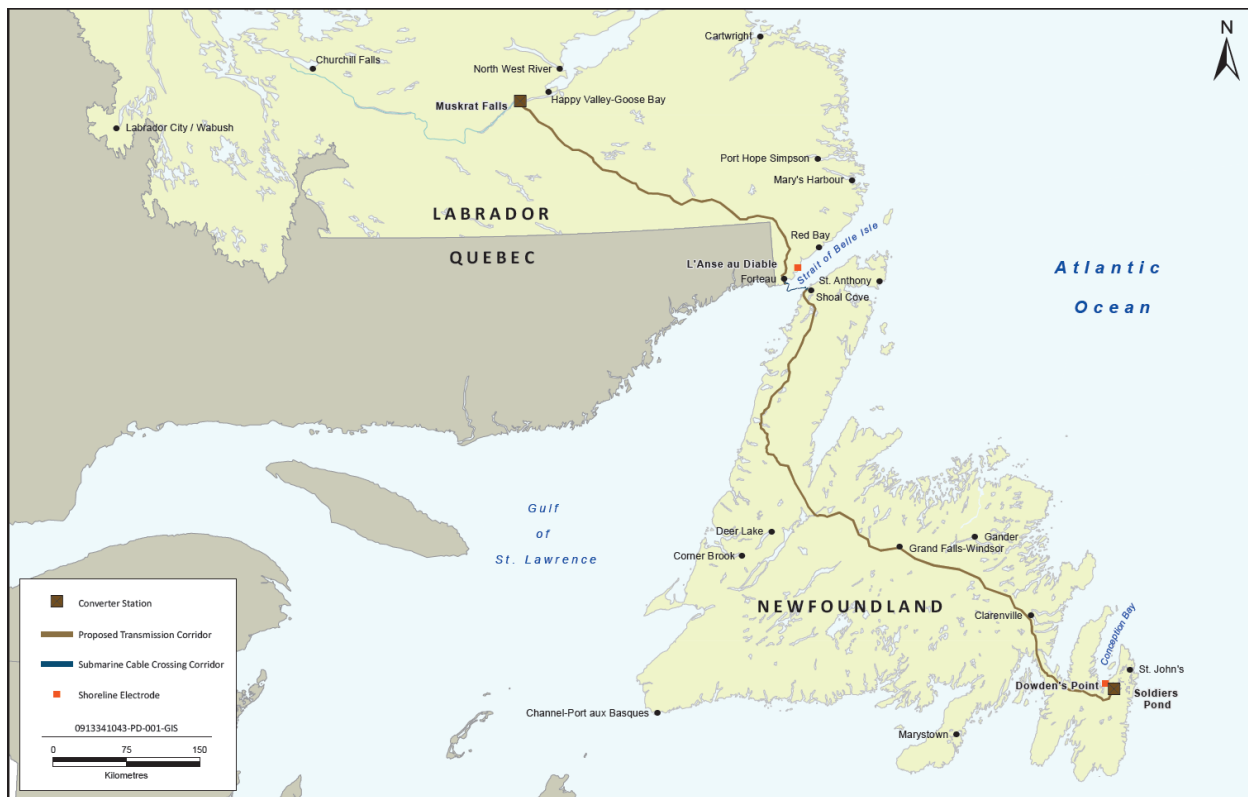 N
Cartwright
Churchill Falls
North West River
Happy Valley-Goose Bay
Muskrat Falls
Labrador City / Wabush
Port Hope Simpson
Mary's Harbour
LABRADOR
QUEBEC
Red Bay
Strait of Belle Isle
L'Anse au Diable
Forteau
St. Anthony
Shoal Cove
Atlantic
Ocean
Gulf
of
St. Lawrence
Deer Lake
Corner Brook
Gander
Grand Falls-Windsor
NEWFOUNDLAND
Clarenville
Conception Bay
St. John's
Dowden's Point
Soldiers
Pond
Channel-Port aux Basques
Marystown
Converter Station
Proposed Transmission Corridor
Submarine Cable Crossing Corridor
Shoreline Electrode
0913341043-PD-001-GIS
0 75 150
Kilometres